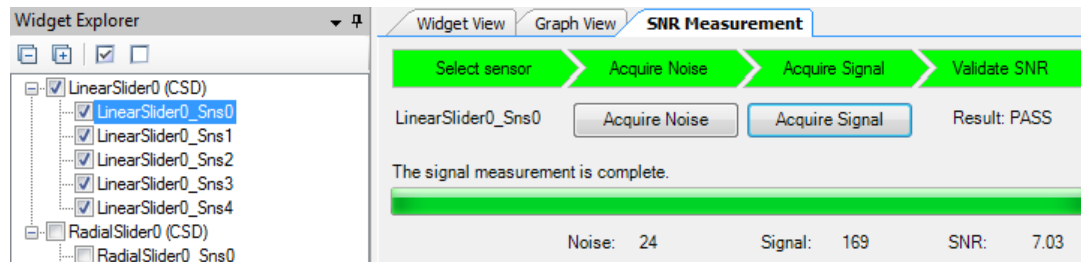 Widget Explorer
LinearSlider0 (CSD)
LinearSlider0_Sns0
LinearSlider0_Sns1
LinearSlider0_Sns2
LinearSlider0_Sns3
LinearSlider0_Sns4
RadialSlider0 (CSD)
RadialSlider0_Sns0
Widget View Graph View SNR Measurement
Select sensor Acquire Noise Acquire Signal Validate SNR
LinearSlider0_Sns0 Acquire Noise Acquire Signal Result: PASS
The signal measurement is complete.
Noise: 24 Signal: 169 SNR: 7.03